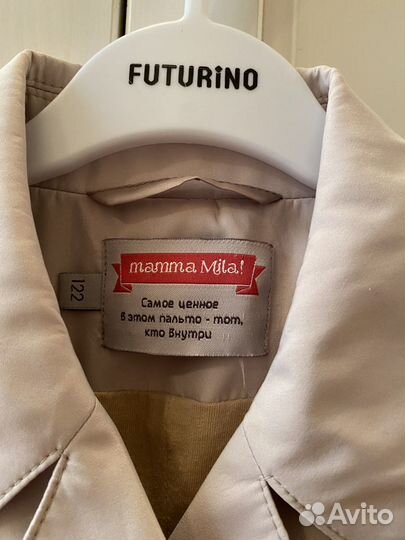 FUTURiNO
mamma Mila!
Самое ценное
в этом пальто - тот,
кто внутри
122
Avito